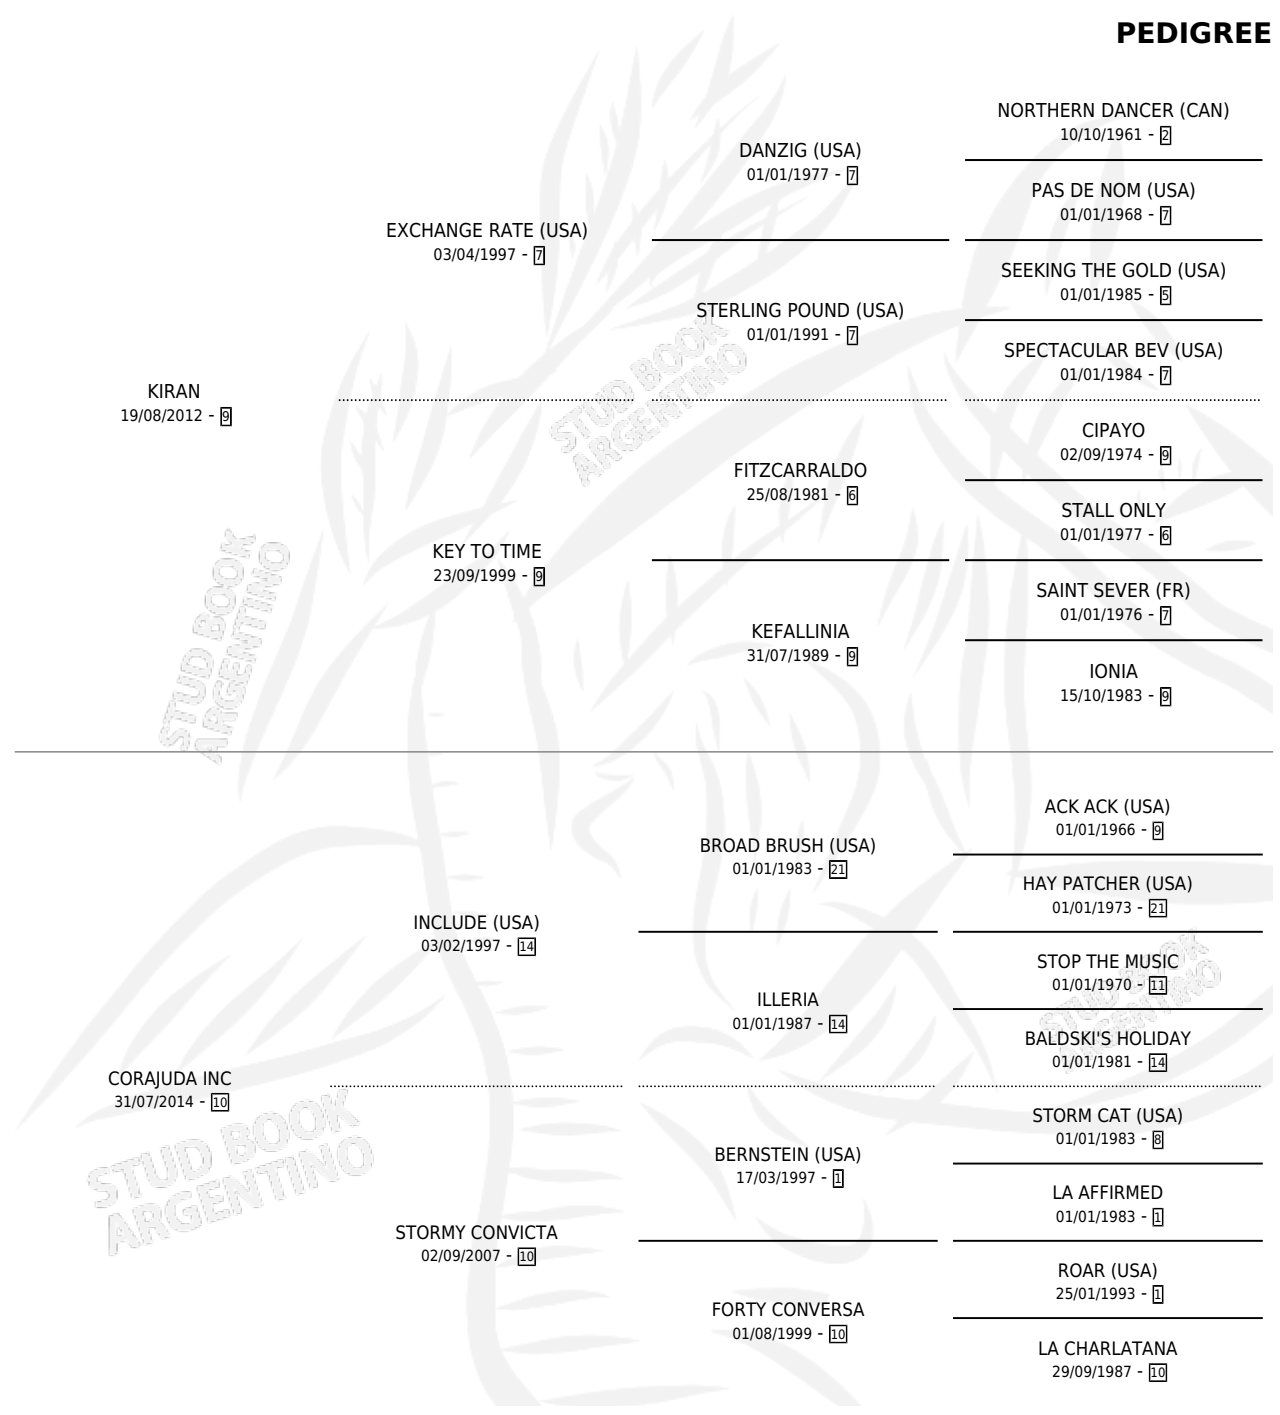 PEDIGREE
NORTHERN DANCER (CAN)
10/10/1961 - 2
DANZIG (USA)
01/01/1977 - 7
PAS DE NOM (USA)
01/01/1968 - 7
EXCHANGE RATE (USA)
03/04/1997 - 7
SEEKING THE GOLD (USA)
01/01/1985 - 5
STERLING POUND (USA)
01/01/1991 - 7
SPECTACULAR BEV (USA)
01/01/1984 - 7
KIRAN
19/08/2012 - 9
CIPAYO
02/09/1974 - 9
FITZCARRALDO
25/08/1981 - 6
STALL ONLY
01/01/1977 - 6
KEY TO TIME
23/09/1999 - 9
SAINT SEVER (FR)
01/01/1976 - 7
KEFALLINIA
31/07/1989 - 9
IONIA
15/10/1983 - 9
ACK ACK (USA)
01/01/1966 - 9
BROAD BRUSH (USA)
01/01/1983 - 21
HAY PATCHER (USA)
01/01/1973 - 21
INCLUDE (USA)
03/02/1997 - 14
STOP THE MUSIC
01/01/1970 - 11
ILLERIA
01/01/1987 - 14
BALDSKI'S HOLIDAY
01/01/1981 - 14
CORAJUDA INC
31/07/2014 - 10
STORM CAT (USA)
01/01/1983 - 8
BERNSTEIN (USA)
17/03/1997 - 1
LA AFFIRMED
01/01/1983 - 1
STORMY CONVICTA
02/09/2007 - 10
ROAR (USA)
25/01/1993 - 1
FORTY CONVERSA
01/08/1999 - 10
LA CHARLATANA
29/09/1987 - 10
STUD BOOK
ARGENTINO
STUD BOOK
ARGENTINO
STUD BOOK
ARGENTINO
STUD BOOK
ARGENTINO